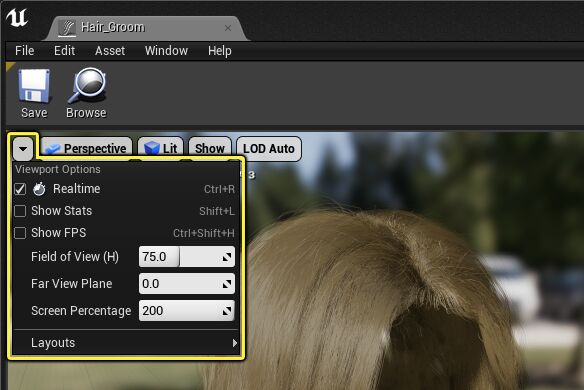 Hair_Groom
File Edit Asset Window Help
Save Browse
Perspective Lit Show LOD Auto
Viewport Options
Realtime Ctrl+R
Show Stats Shift+L
Show FPS Ctrl+Shift+H
Field of View (H) 75.0
Far View Plane 0.0
Screen Percentage 200
Layouts